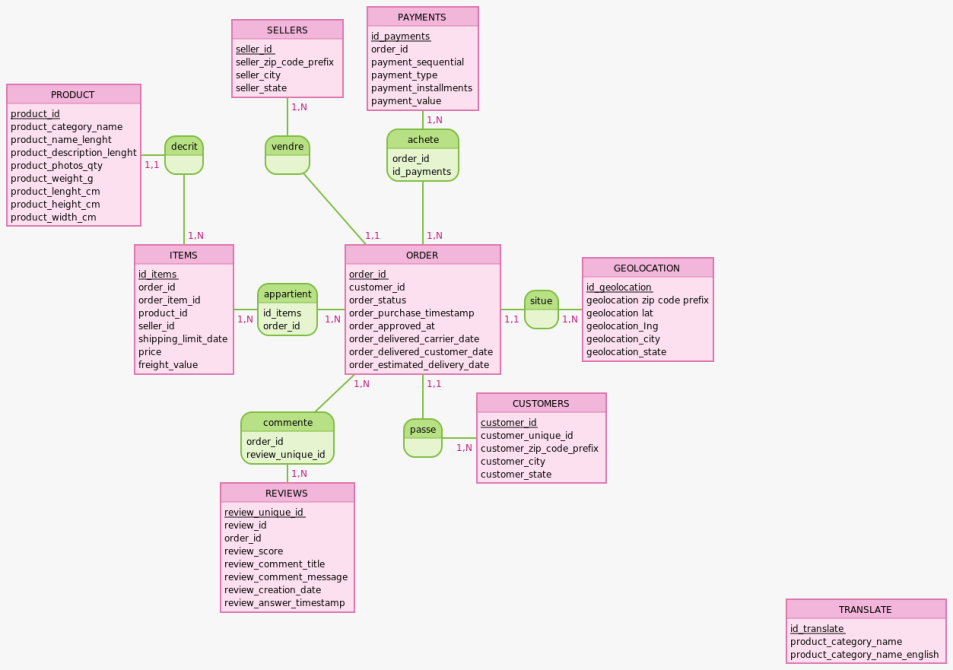 PAYMENTS
id_payments
order_id
payment_sequential
payment_type
payment_installments
payment_value
SELLERS
seller_id
seller_zip_code_prefix
seller_city
seller_state
PRODUCT
product_id
product_category_name
product_name_lenght
product_description_lenght
product_photos_qty
product_weight_g
product_lenght_cm
product_height_cm
product_width_cm
1,N
1,N
decrit
1,1
vendre
achete
order_id
id_payments
1,N
1,1
1,N
ITEMS
id_items
order_id
order_item_id
product_id
seller_id
shipping_limit_date
price
freight_value
1,N
appartient
id_items
order_id
1,N
ORDER
order_id
customer_id
order_status
order_purchase_timestamp
order_approved_at
order_delivered_carrier_date
order_delivered_customer_date
order_estimated_delivery_date
1,1
situe
1,N
GEOLOCATION
id_geolocation
geolocation zip code prefix
geolocation lat
geolocation_Ing
geolocation_city
geolocation_state
1,N
1,1
commente
order_id
review_unique_id
passe
1,N
CUSTOMERS
customer_id
customer_unique_id
customer_zip_code_prefix
customer_city
customer_state
1,N
REVIEWS
review_unique_id
review_id
order_id
review_score
review_comment_title
review_comment_message
review_creation_date
review_answer_timestamp
TRANSLATE
id_translate
product_category_name
product_category_name_english